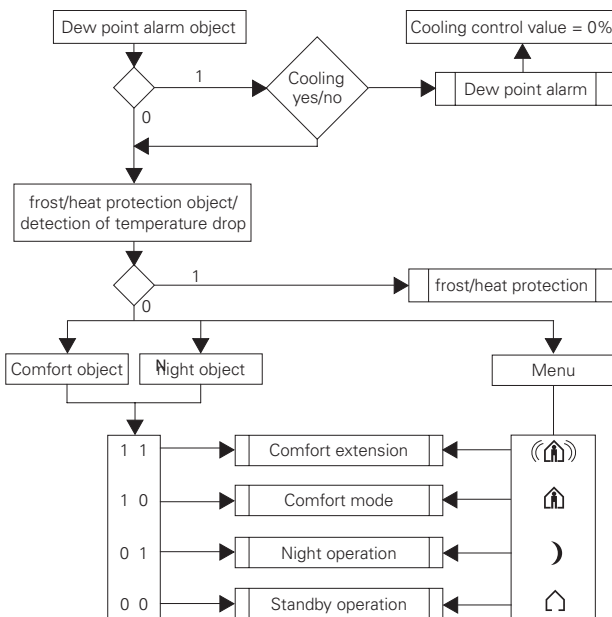 Dew point alarm object
Cooling control value = 0%
1
Cooling
yes/no
Dew point alarm
0
frost/heat protection object/
detection of temperature drop
1
frost/heat protection
0
Comfort object
Night object
Menu
1 1
Comfort extension
1 0
Comfort mode
0 1
Night operation
0 0
Standby operation